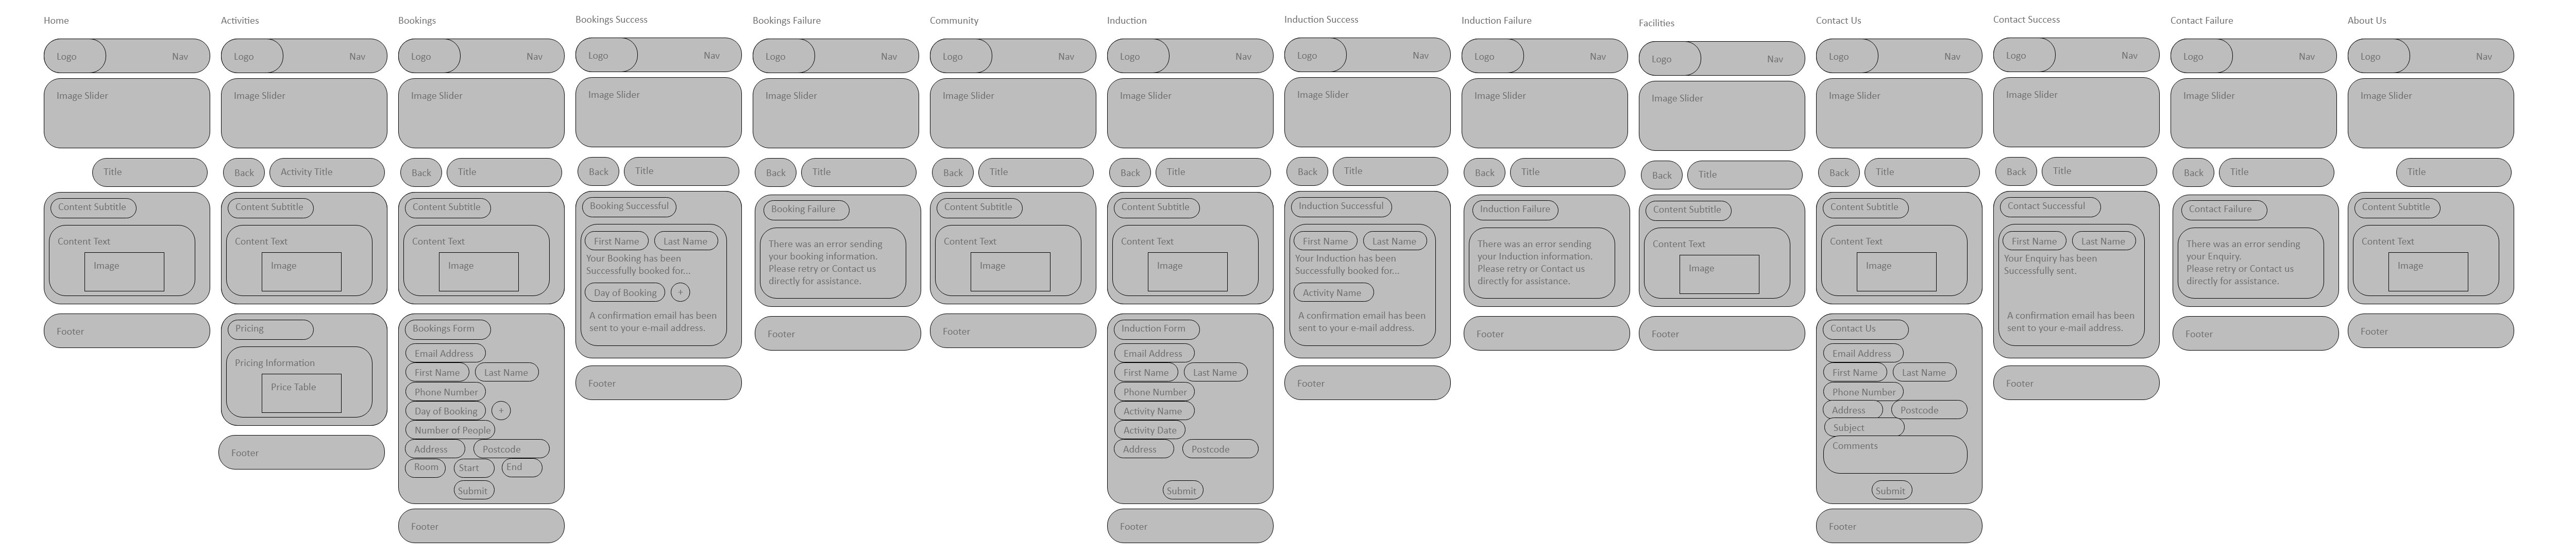 Home
Logo
Nav
Image Slider
Title
Content Subtitle
Content Text
Image
Footer
Activities
Logo
Nav
Image Slider
Back
Activity Title
Content Subtitle
Content Text
Image
Pricing
Pricing Information
Price Table
Footer
Bookings
Logo
Nav
Image Slider
Back
Title
Content Subtitle
Content Text
Image
Bookings Form
Email Address
First Name
Last Name
Phone Number
Day of Booking
+
Number of People
Address
Postcode
Room
Start
End
Submit
Footer
Bookings Success
Logo
Nav
Image Slider
Back
Title
Booking Successful
First Name
Last Name
Your Booking has been
Successfully booked for...
Day of Booking
+
A confirmation email has been
sent to your e-mail address.
Footer
Bookings Failure
Logo
Nav
Image Slider
Back
Title
Booking Failure
There was an error sending
your booking information.
Please retry or Contact us
directly for assistance.
Footer
Community
Logo
Nav
Image Slider
Back
Title
Content Subtitle
Content Text
Image
Footer
Induction
Logo
Nav
Image Slider
Back
Title
Content Subtitle
Content Text
Image
Induction Form
Email Address
First Name
Last Name
Phone Number
Activity Name
Activity Date
Address
Postcode
Submit
Footer
Induction Success
Logo
Nav
Image Slider
Back
Title
Induction Successful
First Name
Last Name
Your Induction has been
Successfully booked for...
Activity Name
A confirmation email has been
sent to your e-mail address.
Footer
Induction Failure
Logo
Nav
Image Slider
Back
Title
Induction Failure
There was an error sending
your Induction information.
Please retry or Contact us
directly for assistance.
Footer
Facilities
Logo
Nav
Image Slider
Back
Title
Content Subtitle
Content Text
Image
Footer
Contact Us
Logo
Nav
Image Slider
Back
Title
Content Subtitle
Content Text
Image
Contact Us
Email Address
First Name
Last Name
Phone Number
Address
Postcode
Subject
Comments
Submit
Footer
Contact Success
Logo
Nav
Image Slider
Back
Title
Contact Successful
First Name
Last Name
Your Enquiry has been
Successfully sent.
A confirmation email has been
sent to your e-mail address.
Footer
Contact Failure
Logo
Nav
Image Slider
Back
Title
Contact Failure
There was an error sending
your Enquiry.
Please retry or Contact us
directly for assistance.
Footer
About Us
Logo
Nav
Image Slider
Title
Content Subtitle
Content Text
Image
Footer